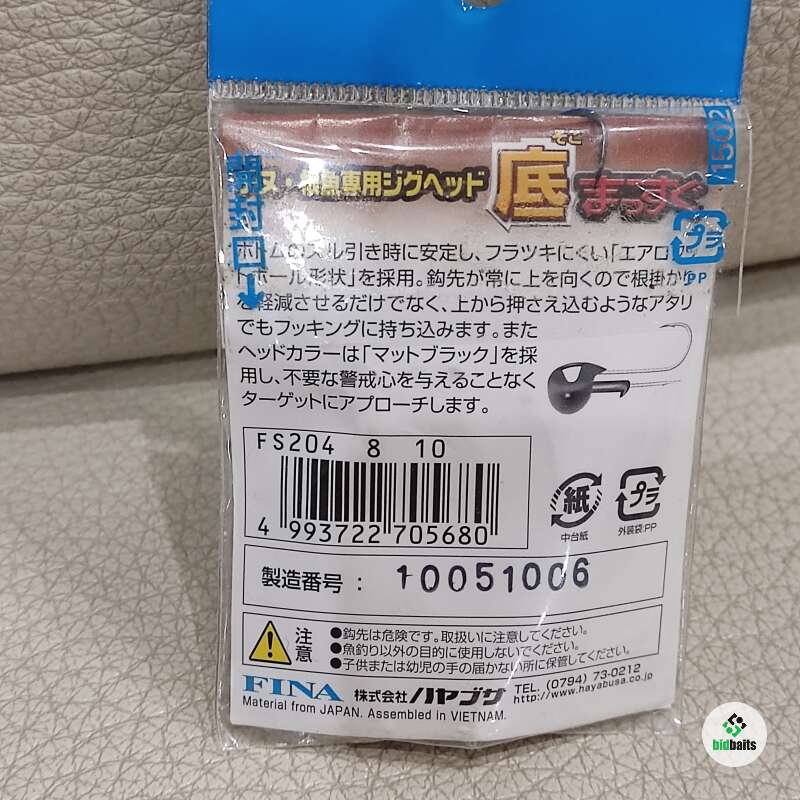 1502
開封口
ヌ・根魚専用ジグヘッド
そこ
底
まっすぐ
プラ
PP
ボトムのズル引き時に安定し、フラツキにくい「エアロ
トボール形状」を採用。鈎先が常に上を向くので根掛かり
を軽減させるだけでなく、上から押さえ込むようなアタリ
でもフッキングに持ち込みます。また
ヘッドカラーは「マットブラック」を採
用し、不要な警戒心を与えることなく
ターゲットにアプローチします。
FS204 8 10
4 993722 705680
紙
中台紙
プラ
外装袋:PP
製造番号 : 10051006
注意
●鈎先は危険です。取扱いに注意してください。
●魚釣り以外の目的に使用しないでください。
●子供または幼児の手の届かない所に保管してください。
FINA 株式会社ハヤブサ
TEL: (0794) 73-0212
http://www.hayabusa.co.jp
Material from JAPAN. Assembled in VIETNAM.
bidbaits